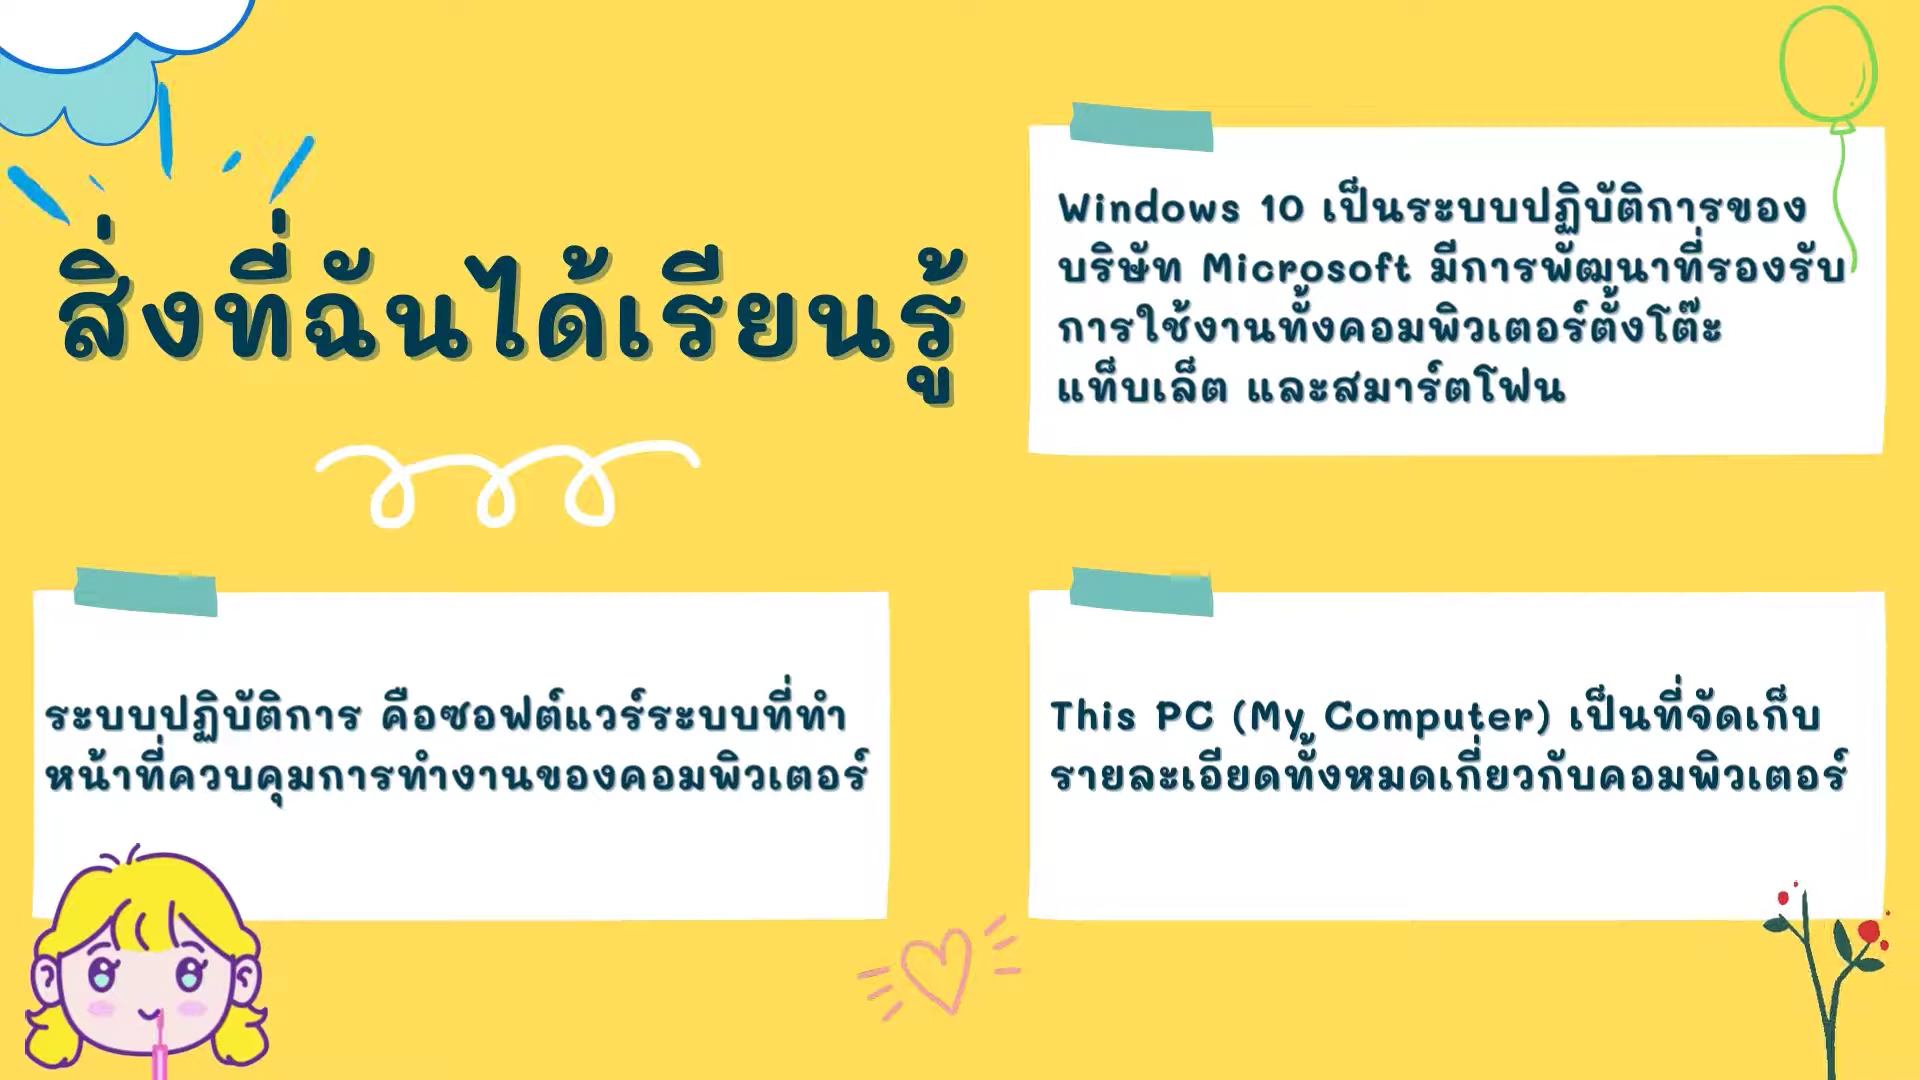 สิ่งที่ฉันได้เรียนรู้
Windows 10 เป็นระบบปฏิบัติการของ
บริษัท Microsoft มีการพัฒนาที่รองรับ
การใช้งานทั้งคอมพิวเตอร์ตั้งโต๊ะ
แท็บเล็ต และสมาร์ตโฟน
ระบบปฏิบัติการ คือซอฟต์แวร์ระบบที่ทำ
หน้าที่ควบคุมการทำงานของคอมพิวเตอร์
This PC (My Computer) เป็นที่จัดเก็บ
รายละเอียดทั้งหมดเกี่ยวกับคอมพิวเตอร์